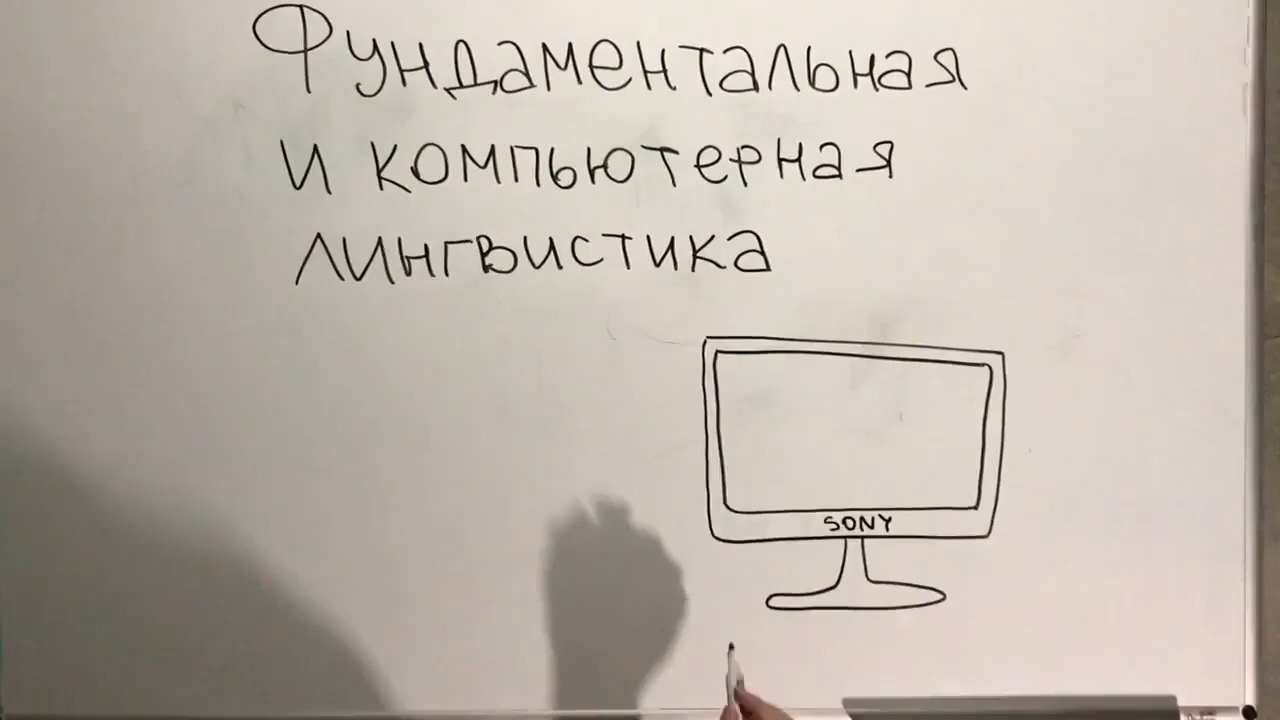 Фундаментальная
и компьютерная
лингвистика
SONY